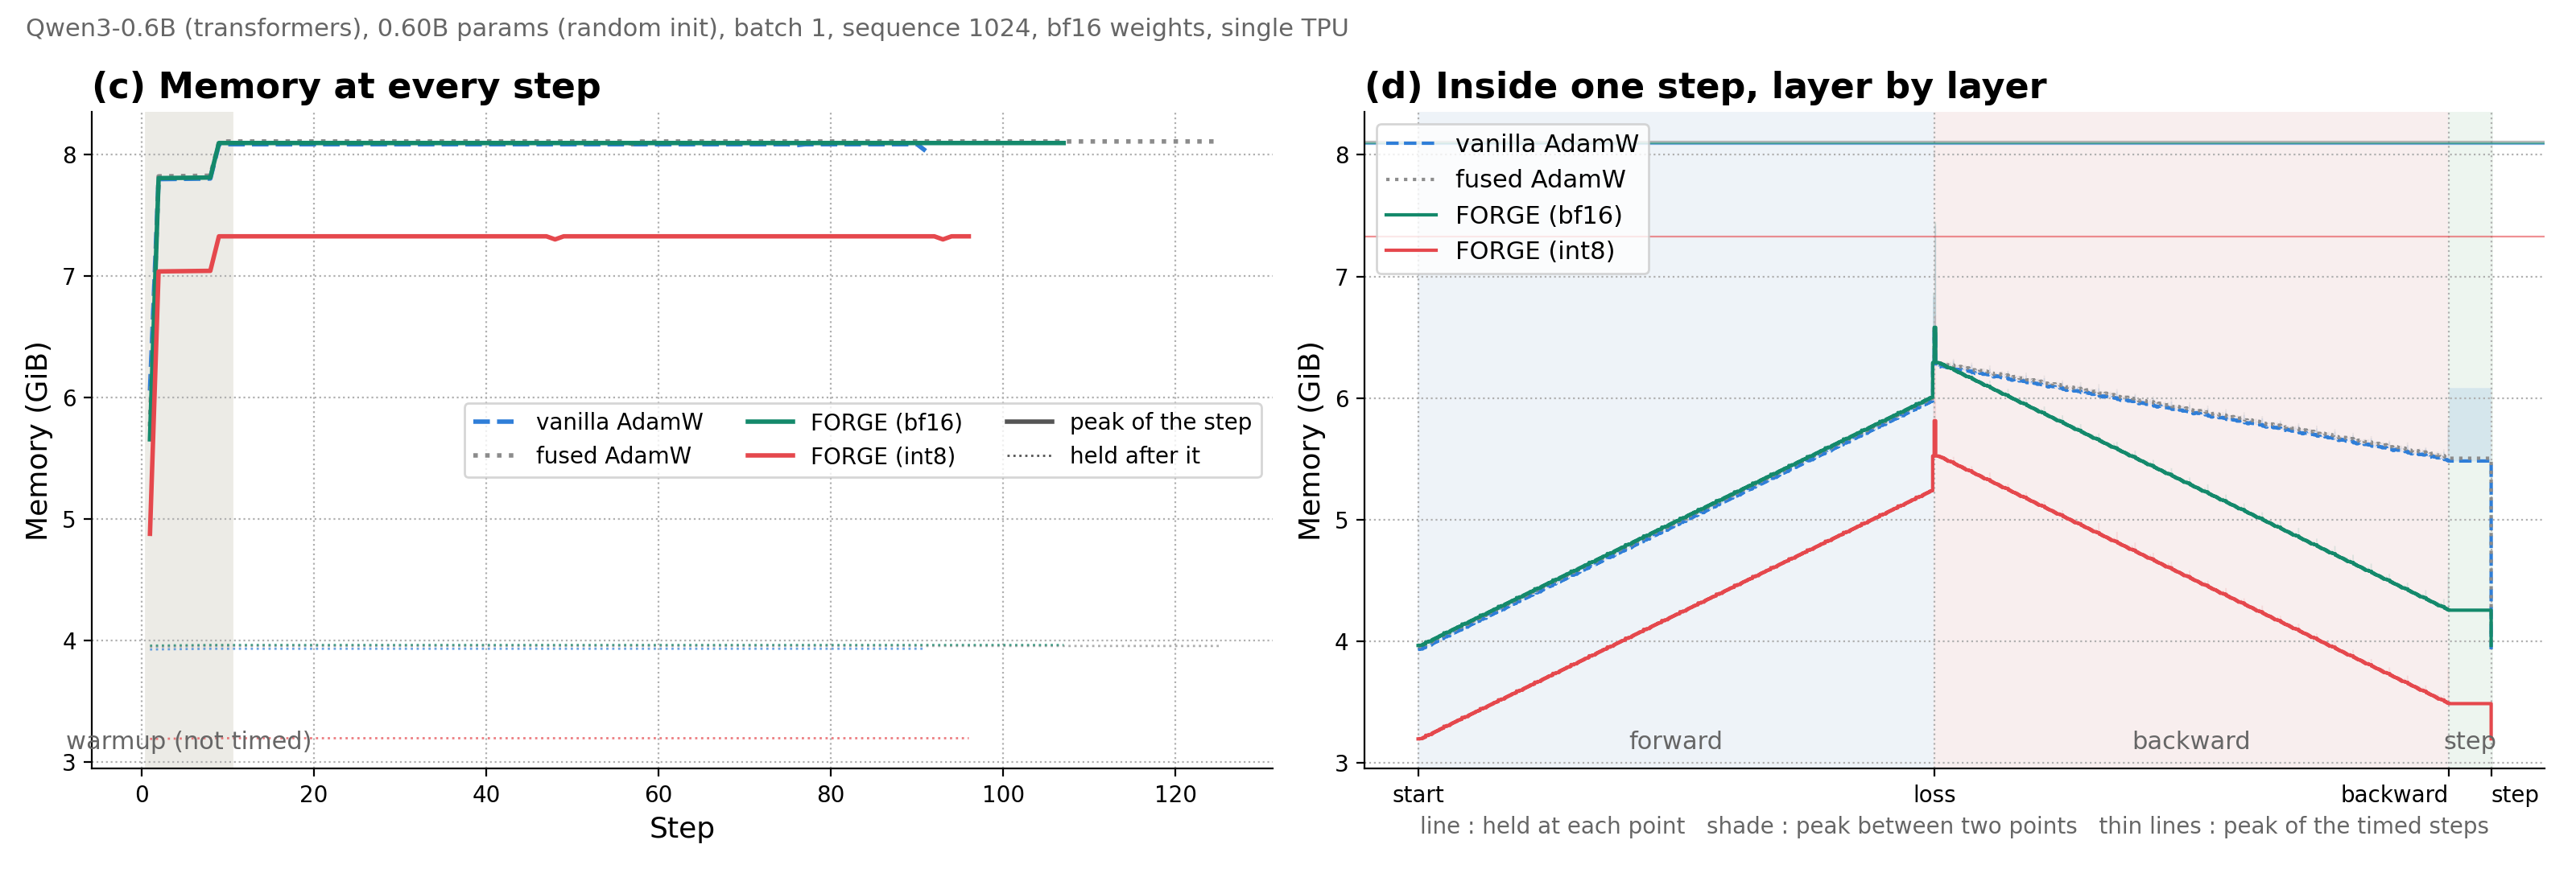 Qwen3-0.6B (transformers), 0.60B params (random init), batch 1, sequence 1024, bf16 weights, single TPU
(c) Memory at every step
Memory (GiB)
8
7
6
5
4
3
vanilla AdamW
fused AdamW
FORGE (bf16)
FORGE (int8)
peak of the step
held after it
warmup (not timed)
0 20 40 60 80 100 120
Step
(d) Inside one step, layer by layer
Memory (GiB)
8
7
6
5
4
3
vanilla AdamW
fused AdamW
FORGE (bf16)
FORGE (int8)
forward
backward
step
start loss backward step
line : held at each point shade : peak between two points thin lines : peak of the timed steps